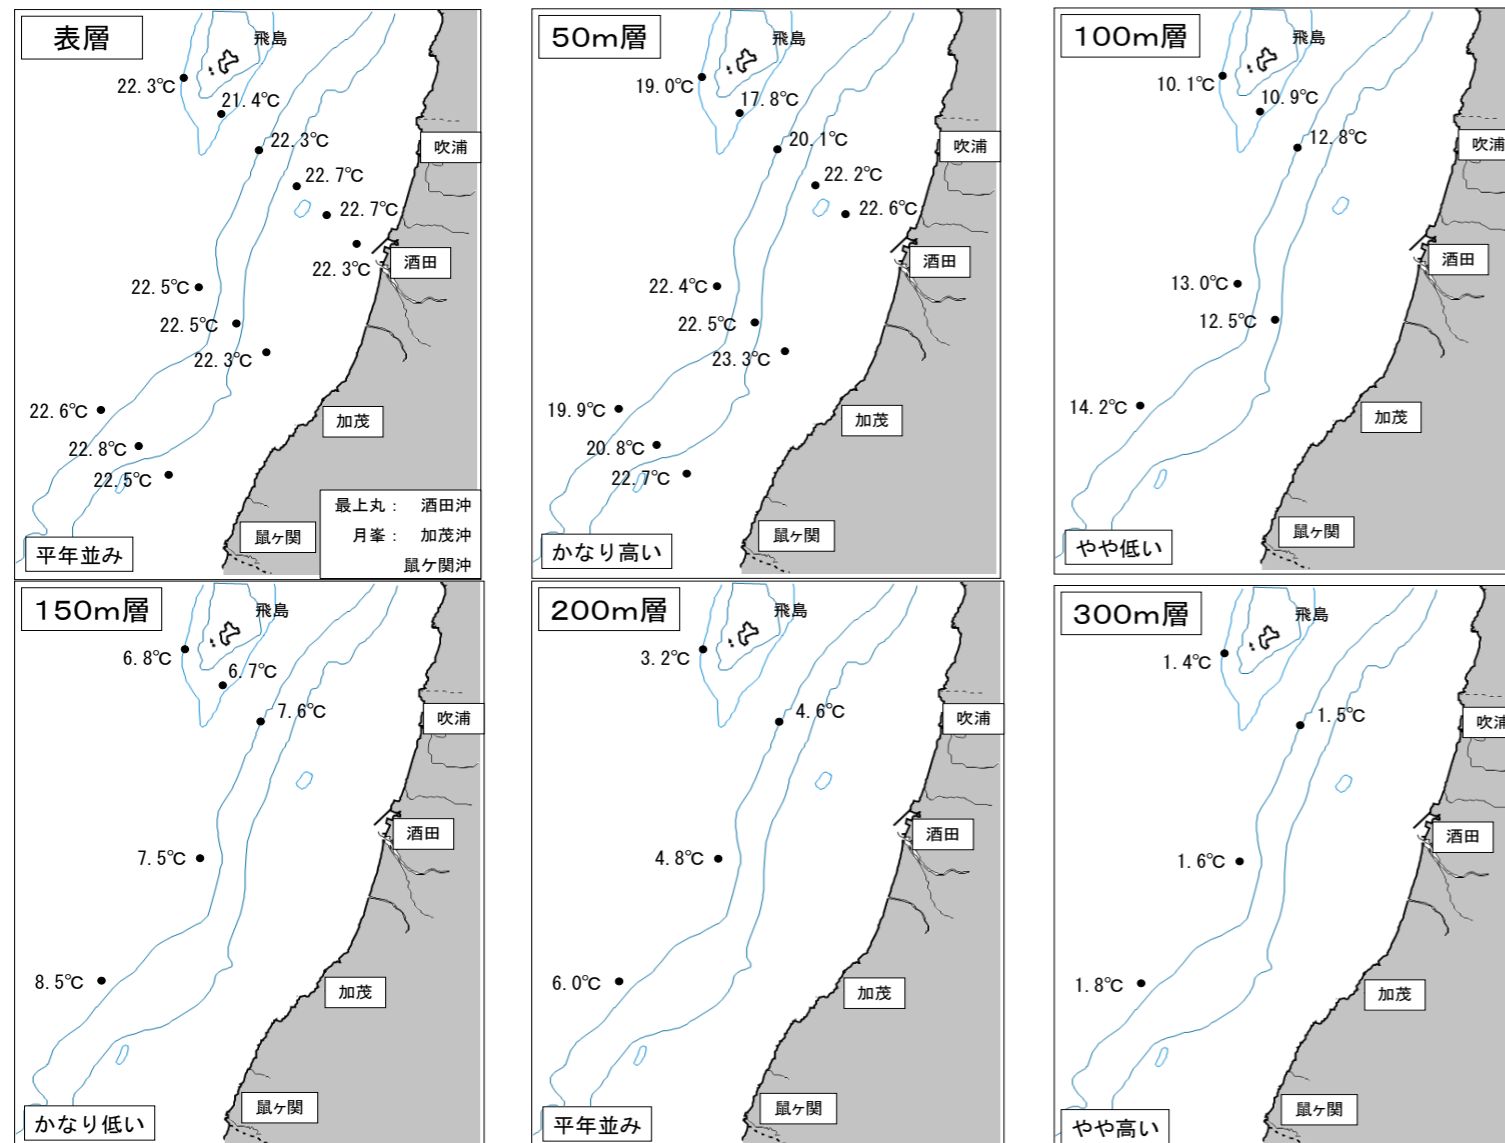 表層
飛島
22.3℃
21.4℃
22.3℃
吹浦
22.7℃
22.7℃
22.3℃
酒田
22.5℃
22.5℃
22.3℃
22.6℃
加茂
22.8℃
22.5℃
最上丸： 酒田沖
月峯： 加茂沖
鼠ケ関沖
鼠ヶ関
平年並み
50m層
飛島
19.0℃
17.8℃
20.1℃
吹浦
22.2℃
22.6℃
酒田
22.4℃
22.5℃
23.3℃
19.9℃
加茂
20.8℃
22.7℃
鼠ヶ関
かなり高い
100m層
飛島
10.1℃
10.9℃
12.8℃
吹浦
酒田
13.0℃
12.5℃
14.2℃
加茂
鼠ヶ関
やや低い
150m層
飛島
6.8℃
6.7℃
7.6℃
吹浦
酒田
7.5℃
8.5℃
加茂
鼠ヶ関
かなり低い
200m層
飛島
3.2℃
4.6℃
吹浦
酒田
4.8℃
6.0℃
加茂
鼠ヶ関
平年並み
300m層
飛島
1.4℃
1.5℃
吹浦
酒田
1.6℃
1.8℃
加茂
鼠ヶ関
やや高い